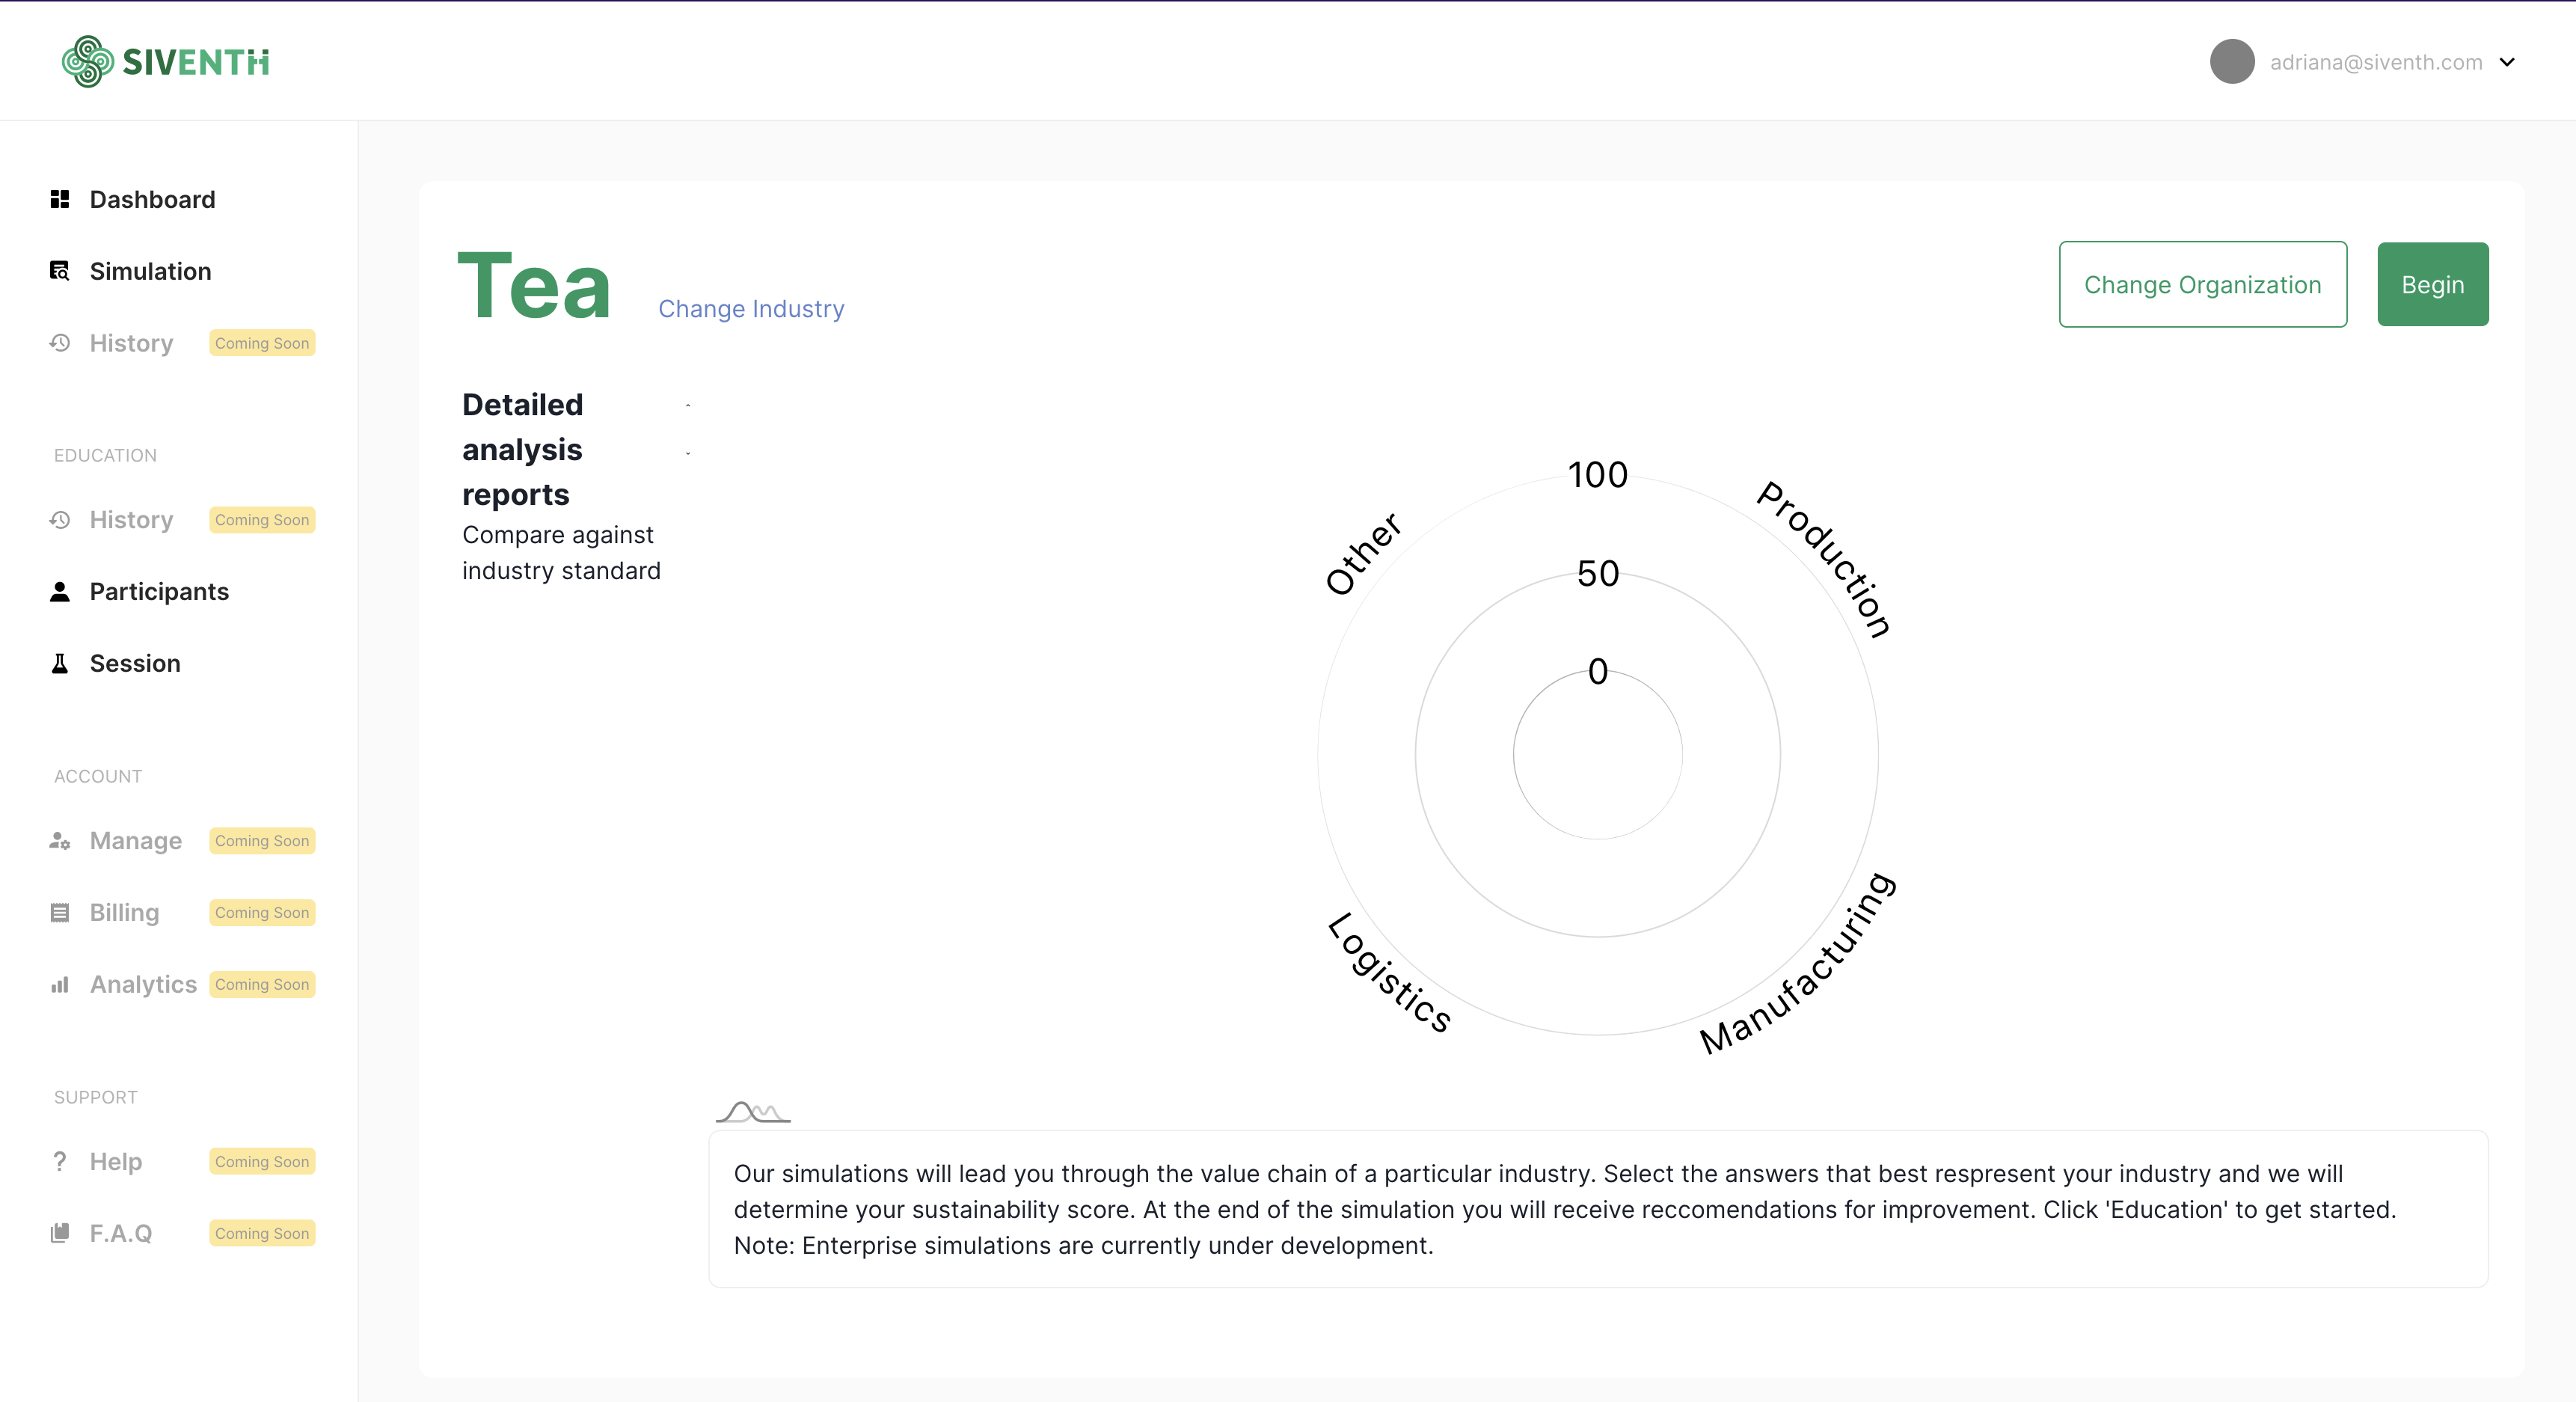 SIVENTH
adriana@siventh.com
Dashboard
Simulation
History Coming Soon
EDUCATION
History Coming Soon
Participants
Session
ACCOUNT
Manage Coming Soon
Billing Coming Soon
Analytics Coming Soon
SUPPORT
? Help Coming Soon
F.A.Q Coming Soon
Tea
Change Industry
Change Organization
Begin
Detailed
analysis
reports
Compare against
industry standard
100
50
0
Other
Production
Logistics
Manufacturing
Our simulations will lead you through the value chain of a particular industry. Select the answers that best respresent your industry and we will
determine your sustainability score. At the end of the simulation you will receive reccomendations for improvement. Click 'Education' to get started.
Note: Enterprise simulations are currently under development.